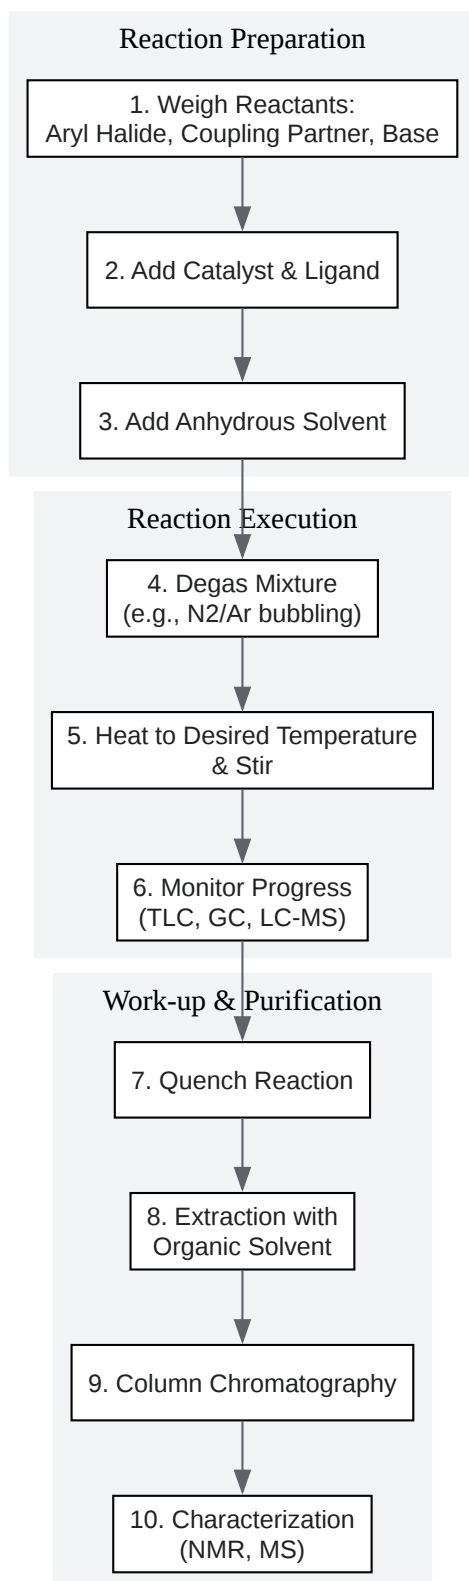 Reaction Preparation
1. Weigh Reactants:
Aryl Halide, Coupling Partner, Base
2. Add Catalyst & Ligand
3. Add Anhydrous Solvent
Reaction Execution
4. Degas Mixture
(e.g., N2/Ar bubbling)
5. Heat to Desired Temperature
& Stir
6. Monitor Progress
(TLC, GC, LC-MS)
Work-up & Purification
7. Quench Reaction
8. Extraction with
Organic Solvent
9. Column Chromatography
10. Characterization
(NMR, MS)